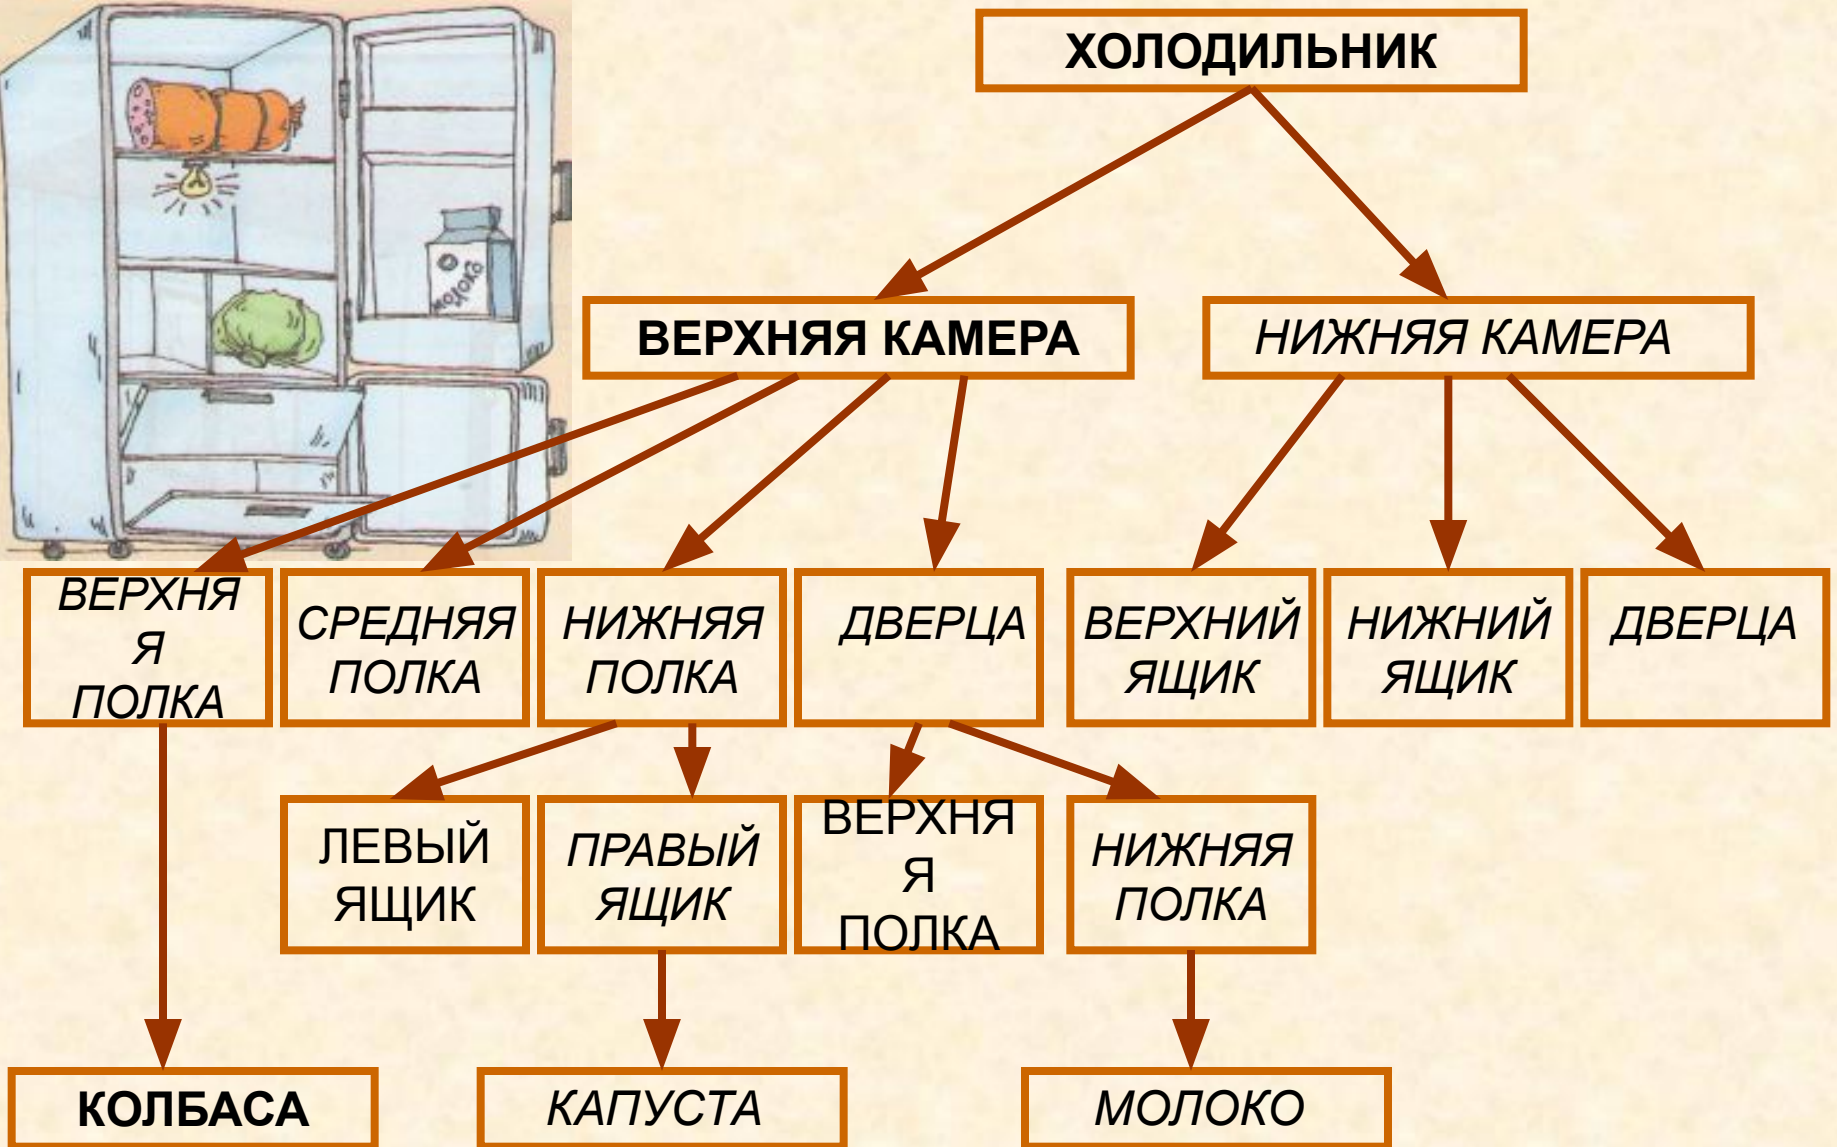 молоко
ХОЛОДИЛЬНИК
ВЕРХНЯЯ КАМЕРА
НИЖНЯЯ КАМЕРА
ВЕРХНЯ
Я
ПОЛКА
СРЕДНЯЯ
ПОЛКА
НИЖНЯЯ
ПОЛКА
ДВЕРЦА
ВЕРХНИЙ
ЯЩИК
НИЖНИЙ
ЯЩИК
ДВЕРЦА
ЛЕВЫЙ
ЯЩИК
ПРАВЫЙ
ЯЩИК
ВЕРХНЯ
Я
ПОЛКА
НИЖНЯЯ
ПОЛКА
КОЛБАСА
КАПУСТА
МОЛОКО